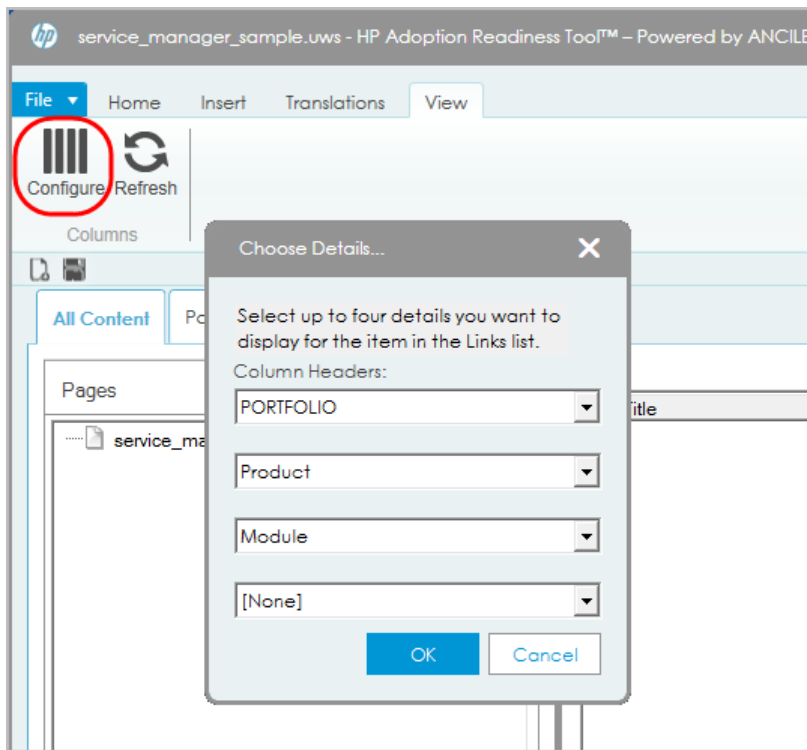 hp service_manager_sample.uws - HP Adoption Readiness Tool™ – Powered by ANCILE
File Home Insert Translations View
Configure Refresh
Columns
Choose Details...
All Content
Select up to four details you want to
display for the item in the Links list.
Column Headers:
Pages
PORTFOLIO
Title
service_ma
Product
Module
[None]
OK Cancel